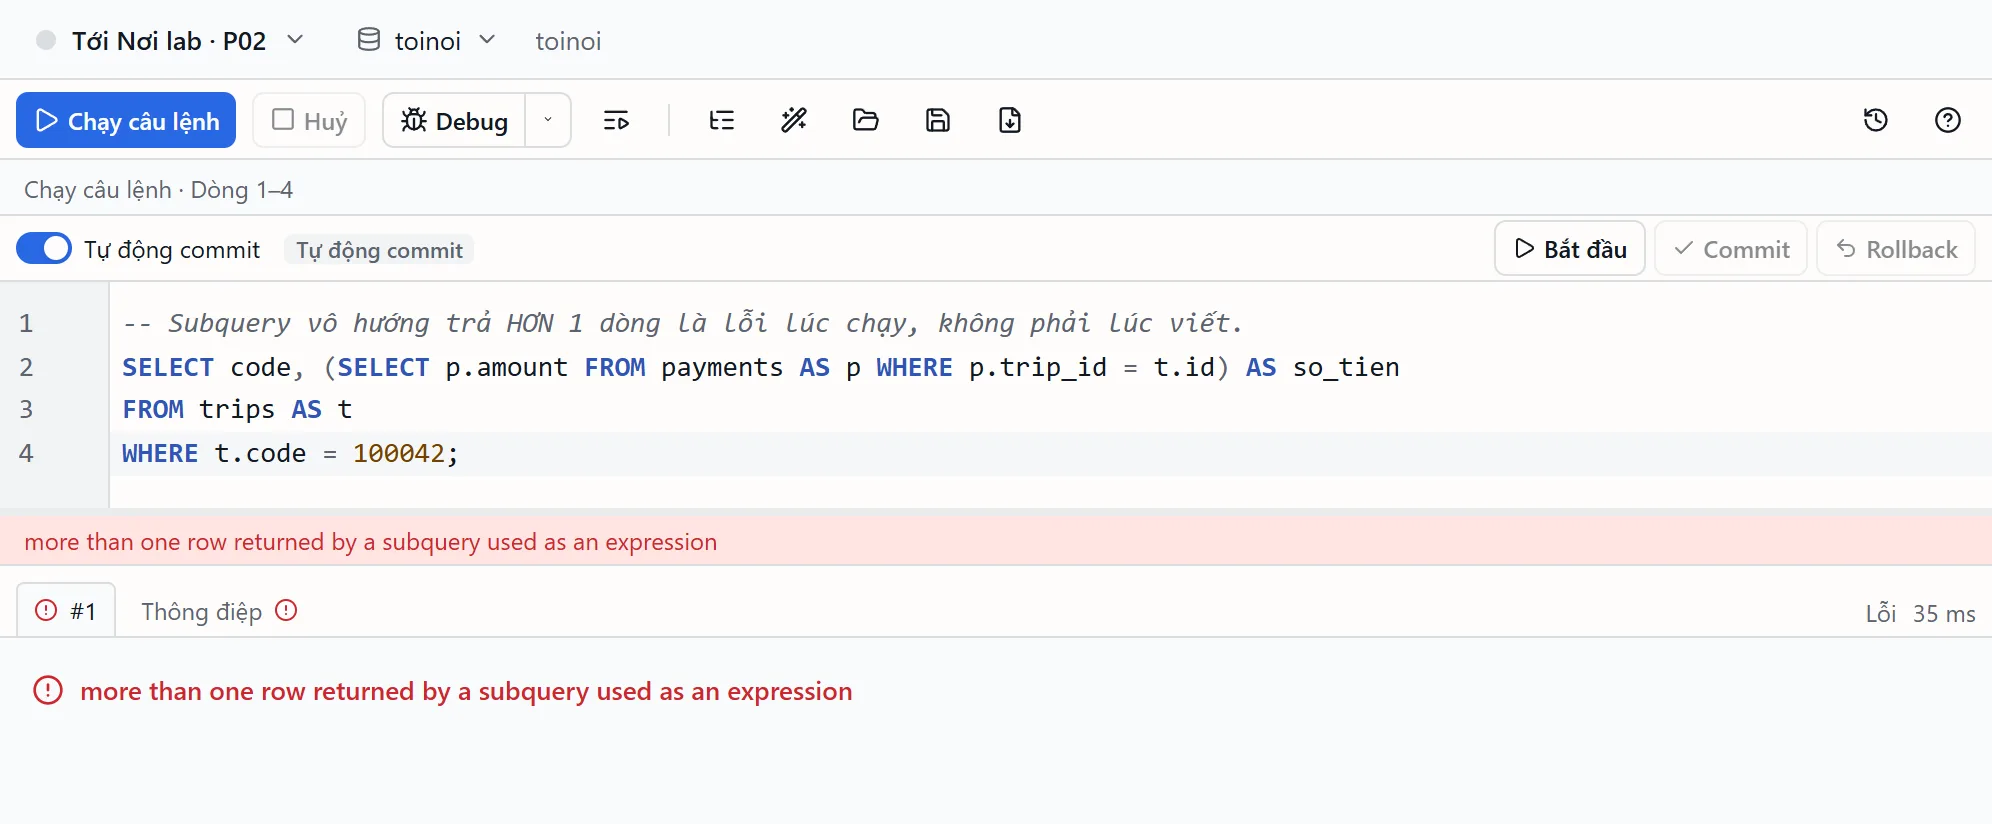 Tới Nơi lab · P02 toinoi toinoi
Chạy câu lệnh Huỷ Debug
Chạy câu lệnh · Dòng 1–4
Tự động commit Tự động commit Bắt đầu Commit Rollback
1 -- Subquery vô hướng trả HƠN 1 dòng là lỗi lúc chạy, không phải lúc viết.
2 SELECT code, (SELECT p.amount FROM payments AS p WHERE p.trip_id = t.id) AS so_tien
3 FROM trips AS t
4 WHERE t.code = 100042;
more than one row returned by a subquery used as an expression
#1 Thông điệp Lỗi 35 ms
more than one row returned by a subquery used as an expression